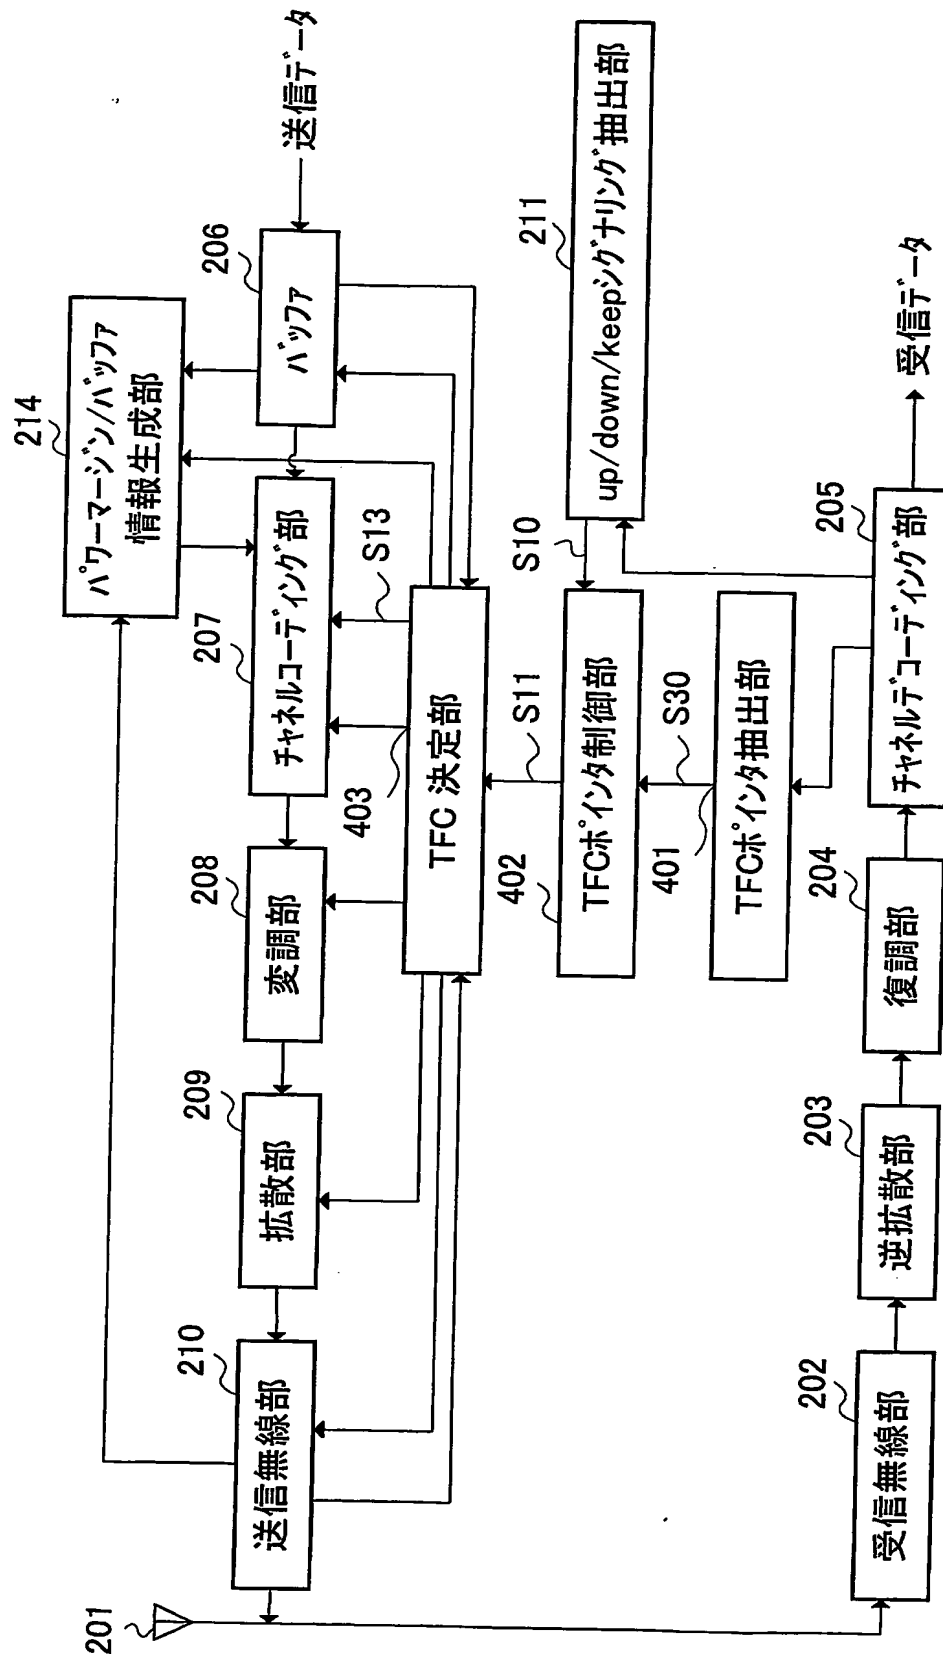 201
送信無線部
210
拡散部
209
変調部
208
チャネルコーディング部
207
バッファ
206
送信データ
パワーマージン/バッファ
情報生成部
214
S13
TFC 決定部
403
S11
TFCポインタ制御部
402
S10
up/down/keepシグナリング抽出部
211
S30
TFCポインタ抽出部
401
受信無線部
202
逆拡散部
203
復調部
204
チャネルデコーディング部
205
受信データ